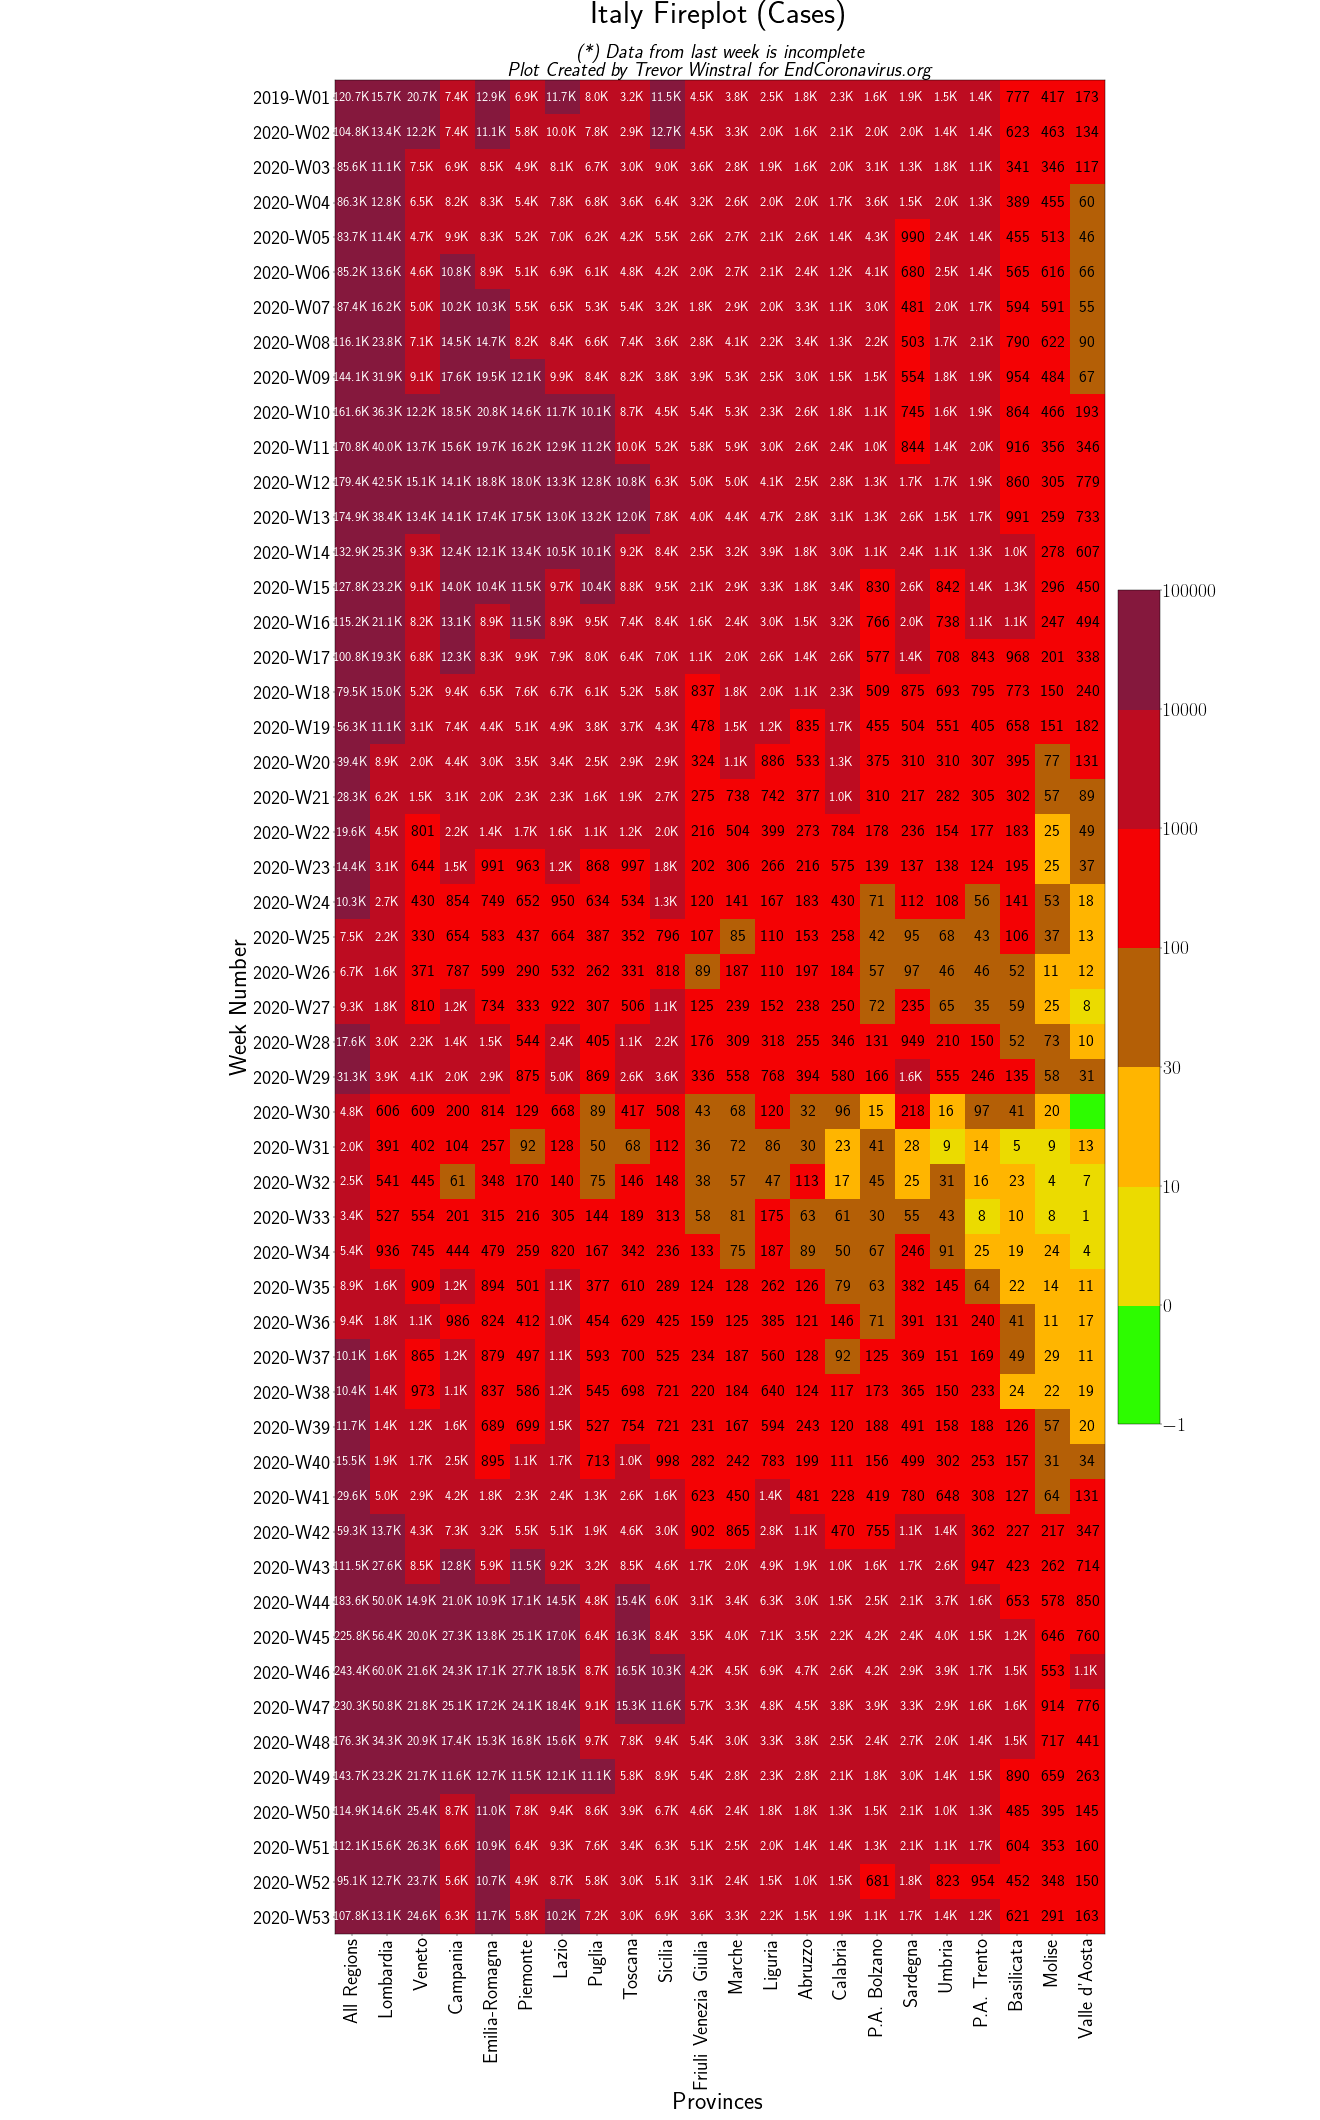 Italy Fireplot (Cases)
(*) Data from last week is incomplete
Plot Created by Trevor Winstral for EndCoronavirus.org
2019-W01 120.7K 15.7K 20.7K 7.4K 12.9K 6.9K 11.7K 8.0K 3.2K 11.5K 4.5K 3.8K 2.5K 1.8K 2.3K 1.6K 1.9K 1.5K 1.4K 777 417 173
2020-W02 104.8K 13.4K 12.2K 7.4K 11.1K 5.8K 10.0K 7.8K 2.9K 12.7K 4.5K 3.3K 2.0K 1.6K 2.1K 2.0K 2.0K 1.4K 1.4K 623 463 134
2020-W03 85.6K 11.1K 7.5K 6.9K 8.5K 4.9K 8.1K 6.7K 3.0K 9.0K 3.6K 2.8K 1.9K 1.6K 2.0K 3.1K 1.3K 1.8K 1.1K 341 346 117
2020-W04 86.3K 12.8K 6.5K 8.2K 8.3K 5.4K 7.8K 6.8K 3.6K 6.4K 3.2K 2.6K 2.0K 2.0K 1.7K 3.6K 1.5K 2.0K 1.3K 389 455 60
2020-W05 83.7K 11.4K 4.7K 9.9K 8.3K 5.2K 7.0K 6.2K 4.2K 5.5K 2.6K 2.7K 2.1K 2.6K 1.4K 4.3K 990 2.4K 1.4K 455 513 46
2020-W06 85.2K 13.6K 4.6K 10.8K 8.9K 5.1K 6.9K 6.1K 4.8K 4.2K 2.0K 2.7K 2.1K 2.4K 1.2K 4.1K 680 2.5K 1.4K 565 616 66
2020-W07 87.4K 16.2K 5.0K 10.2K 10.3K 5.5K 6.5K 5.3K 5.4K 3.2K 1.8K 2.9K 2.0K 3.3K 1.1K 3.0K 481 2.0K 1.7K 594 591 55
2020-W08 116.1K 23.8K 7.1K 14.5K 14.7K 8.2K 8.4K 6.6K 7.4K 3.6K 2.8K 4.1K 2.2K 3.4K 1.3K 2.2K 503 1.7K 2.1K 790 622 90
2020-W09 144.1K 31.9K 9.1K 17.6K 19.5K 12.1K 9.9K 8.4K 8.2K 3.8K 3.9K 5.3K 2.5K 3.0K 1.5K 1.5K 554 1.8K 1.9K 954 484 67
2020-W10 161.6K 36.3K 12.2K 18.5K 20.8K 14.6K 11.7K 10.1K 8.7K 4.5K 5.4K 5.3K 2.3K 2.6K 1.8K 1.1K 745 1.6K 1.9K 864 466 193
2020-W11 170.8K 40.0K 13.7K 15.6K 19.7K 16.2K 12.9K 11.2K 10.0K 5.2K 5.8K 5.9K 3.0K 2.6K 2.4K 1.0K 844 1.4K 2.0K 916 356 346
2020-W12 179.4K 42.5K 15.1K 14.1K 18.8K 18.0K 13.3K 12.8K 10.8K 6.3K 5.0K 5.0K 4.1K 2.5K 2.8K 1.3K 1.7K 1.7K 1.9K 860 305 779
2020-W13 174.9K 38.4K 13.4K 14.1K 17.4K 17.5K 13.0K 13.2K 12.0K 7.8K 4.0K 4.4K 4.7K 2.8K 3.1K 1.3K 2.6K 1.5K 1.7K 991 259 733
2020-W14 132.9K 25.3K 9.3K 12.4K 12.1K 13.4K 10.5K 10.1K 9.2K 8.4K 2.5K 3.2K 3.9K 1.8K 3.0K 1.1K 2.4K 1.1K 1.3K 1.0K 278 607
2020-W15 127.8K 23.2K 9.1K 14.0K 10.4K 11.5K 9.7K 10.4K 8.8K 9.5K 2.1K 2.9K 3.3K 1.8K 3.4K 830 2.6K 842 1.4K 1.3K 296 450
2020-W16 115.2K 21.1K 8.2K 13.1K 8.9K 11.5K 8.9K 9.5K 7.4K 8.4K 1.6K 2.4K 3.0K 1.5K 3.2K 766 2.0K 738 1.1K 1.1K 247 494
2020-W17 100.8K 19.3K 6.8K 12.3K 8.3K 9.9K 7.9K 8.0K 6.4K 7.0K 1.1K 2.0K 2.6K 1.4K 2.6K 577 1.4K 708 843 968 201 338
2020-W18 79.5K 15.0K 5.2K 9.4K 6.5K 7.6K 6.7K 6.1K 5.2K 5.8K 837 1.8K 2.0K 1.1K 2.3K 509 875 693 795 773 150 240
2020-W19 56.3K 11.1K 3.1K 7.4K 4.4K 5.1K 4.9K 3.8K 3.7K 4.3K 478 1.5K 1.2K 835 1.7K 455 504 551 405 658 151 182
2020-W20 39.4K 8.9K 2.0K 4.4K 3.0K 3.5K 3.4K 2.5K 2.9K 2.9K 324 1.1K 886 533 1.3K 375 310 310 307 395 77 131
2020-W21 28.3K 6.2K 1.5K 3.1K 2.0K 2.3K 2.3K 1.6K 1.9K 2.7K 275 738 742 377 1.0K 310 217 282 305 302 57 89
2020-W22 19.6K 4.5K 801 2.2K 1.4K 1.7K 1.6K 1.1K 1.2K 2.0K 216 504 399 273 784 178 236 154 177 183 25 49
2020-W23 14.4K 3.1K 644 1.5K 991 963 1.2K 868 997 1.8K 202 306 266 216 575 139 137 138 124 195 25 37
2020-W24 10.3K 2.7K 430 854 749 652 950 634 534 1.3K 120 141 167 183 430 71 112 108 56 141 53 18
2020-W25 7.5K 2.2K 330 654 583 437 664 387 352 796 107 85 110 153 258 42 95 68 43 106 37 13
2020-W26 6.7K 1.6K 371 787 599 290 532 262 331 818 89 187 110 197 184 57 97 46 46 52 11 12
2020-W27 9.3K 1.8K 810 1.2K 734 333 922 307 506 1.1K 125 239 152 238 250 72 235 65 35 59 25 8
2020-W28 17.6K 3.0K 2.2K 1.4K 1.5K 544 2.4K 405 1.1K 2.2K 176 309 318 255 346 131 949 210 150 52 73 10
2020-W29 31.3K 3.9K 4.1K 2.0K 2.9K 875 5.0K 869 2.6K 3.6K 336 558 768 394 580 166 1.6K 555 246 135 58 31
2020-W30 4.8K 606 609 200 814 129 668 89 417 508 43 68 120 32 96 15 218 16 97 41 20
2020-W31 2.0K 391 402 104 257 92 128 50 68 112 36 72 86 30 23 41 28 9 14 5 9 13
2020-W32 2.5K 541 445 61 348 170 140 75 146 148 38 57 47 113 17 45 25 31 16 23 4 7
2020-W33 3.4K 527 554 201 315 216 305 144 189 313 58 81 175 63 61 30 55 43 8 10 8 1
2020-W34 5.4K 936 745 444 479 259 820 167 342 236 133 75 187 89 50 67 246 91 25 19 24 4
2020-W35 8.9K 1.6K 909 1.2K 894 501 1.1K 377 610 289 124 128 262 126 79 63 382 145 64 22 14 11
2020-W36 9.4K 1.8K 1.1K 986 824 412 1.0K 454 629 425 159 125 385 121 146 71 391 131 240 41 11 17
2020-W37 10.1K 1.6K 865 1.2K 879 497 1.1K 593 700 525 234 187 560 128 92 125 369 151 169 49 29 11
2020-W38 10.4K 1.4K 973 1.1K 837 586 1.2K 545 698 721 220 184 640 124 117 173 365 150 233 24 22 19
2020-W39 11.7K 1.4K 1.2K 1.6K 689 699 1.5K 527 754 721 231 167 594 243 120 188 491 158 188 126 57 20
2020-W40 15.5K 1.9K 1.7K 2.5K 895 1.1K 1.7K 713 1.0K 998 282 242 783 199 111 156 499 302 253 157 31 34
2020-W41 29.6K 5.0K 2.9K 4.2K 1.8K 2.3K 2.4K 1.3K 2.6K 1.6K 623 450 1.4K 481 228 419 780 648 308 127 64 131
2020-W42 59.3K 13.7K 4.3K 7.3K 3.2K 5.5K 5.1K 1.9K 4.6K 3.0K 902 865 2.8K 1.1K 470 755 1.1K 1.4K 362 227 217 347
2020-W43 111.5K 27.6K 8.5K 12.8K 5.9K 11.5K 9.2K 3.2K 8.5K 4.6K 1.7K 2.0K 4.9K 1.9K 1.0K 1.6K 1.7K 2.6K 947 423 262 714
2020-W44 183.6K 50.0K 14.9K 21.0K 10.9K 17.1K 14.5K 4.8K 15.4K 6.0K 3.1K 3.4K 6.3K 3.0K 1.5K 2.5K 2.1K 3.7K 1.6K 653 578 850
2020-W45 225.8K 56.4K 20.0K 27.3K 13.8K 25.1K 17.0K 6.4K 16.3K 8.4K 3.5K 4.0K 7.1K 3.5K 2.2K 4.2K 2.4K 4.0K 1.5K 1.2K 646 760
2020-W46 243.4K 60.0K 21.6K 24.3K 17.1K 27.7K 18.5K 8.7K 16.5K 10.3K 4.2K 4.5K 6.9K 4.7K 2.6K 4.2K 2.9K 3.9K 1.7K 1.5K 553 1.1K
2020-W47 230.3K 50.8K 21.8K 25.1K 17.2K 24.1K 18.4K 9.1K 15.3K 11.6K 5.7K 3.3K 4.8K 4.5K 3.8K 3.9K 3.3K 2.9K 1.6K 1.6K 914 776
2020-W48 176.3K 34.3K 20.9K 17.4K 15.3K 16.8K 15.6K 9.7K 7.8K 9.4K 5.4K 3.0K 3.3K 3.8K 2.5K 2.4K 2.7K 2.0K 1.4K 1.5K 717 441
2020-W49 143.7K 23.2K 21.7K 11.6K 12.7K 11.5K 12.1K 11.1K 5.8K 8.9K 5.4K 2.8K 2.3K 2.8K 2.1K 1.8K 3.0K 1.4K 1.5K 890 659 263
2020-W50 114.9K 14.6K 25.4K 8.7K 11.0K 7.8K 9.4K 8.6K 3.9K 6.7K 4.6K 2.4K 1.8K 1.8K 1.3K 1.5K 2.1K 1.0K 1.3K 485 395 145
2020-W51 112.1K 15.6K 26.3K 6.6K 10.9K 6.4K 9.3K 7.6K 3.4K 6.3K 5.1K 2.5K 2.0K 1.4K 1.4K 1.3K 2.1K 1.1K 1.7K 604 353 160
2020-W52 95.1K 12.7K 23.7K 5.6K 10.7K 4.9K 8.7K 5.8K 3.0K 5.1K 3.1K 2.4K 1.5K 1.0K 1.5K 681 1.8K 823 954 452 348 150
2020-W53 107.8K 13.1K 24.6K 6.3K 11.7K 5.8K 10.2K 7.2K 3.0K 6.9K 3.6K 3.3K 2.2K 1.5K 1.9K 1.1K 1.7K 1.4K 1.2K 621 291 163
Week Number
All Regions
Lombardia
Veneto
Campania
Emilia-Romagna
Piemonte
Lazio
Puglia
Toscana
Sicilia
Friuli Venezia Giulia
Marche
Liguria
Abruzzo
Calabria
P.A. Bolzano
Sardegna
Umbria
P.A. Trento
Basilicata
Molise
Valle d'Aosta
Provinces
100000
10000
1000
100
30
10
0
−1